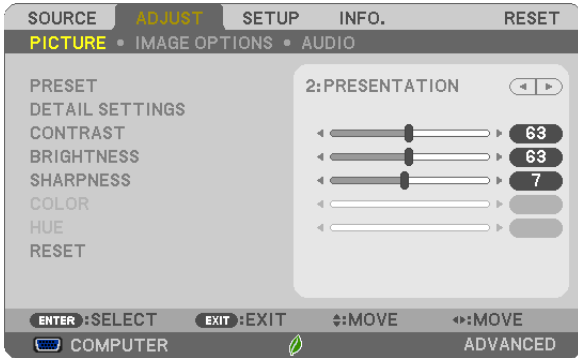 SOURCE ADJUST SETUP INFO. RESET
PICTURE • IMAGE OPTIONS • AUDIO
PRESET 2:PRESENTATION
DETAIL SETTINGS
CONTRAST 63
BRIGHTNESS 63
SHARPNESS 7
COLOR
HUE
RESET
ENTER :SELECT EXIT :EXIT :MOVE :MOVE
COMPUTER ADVANCED